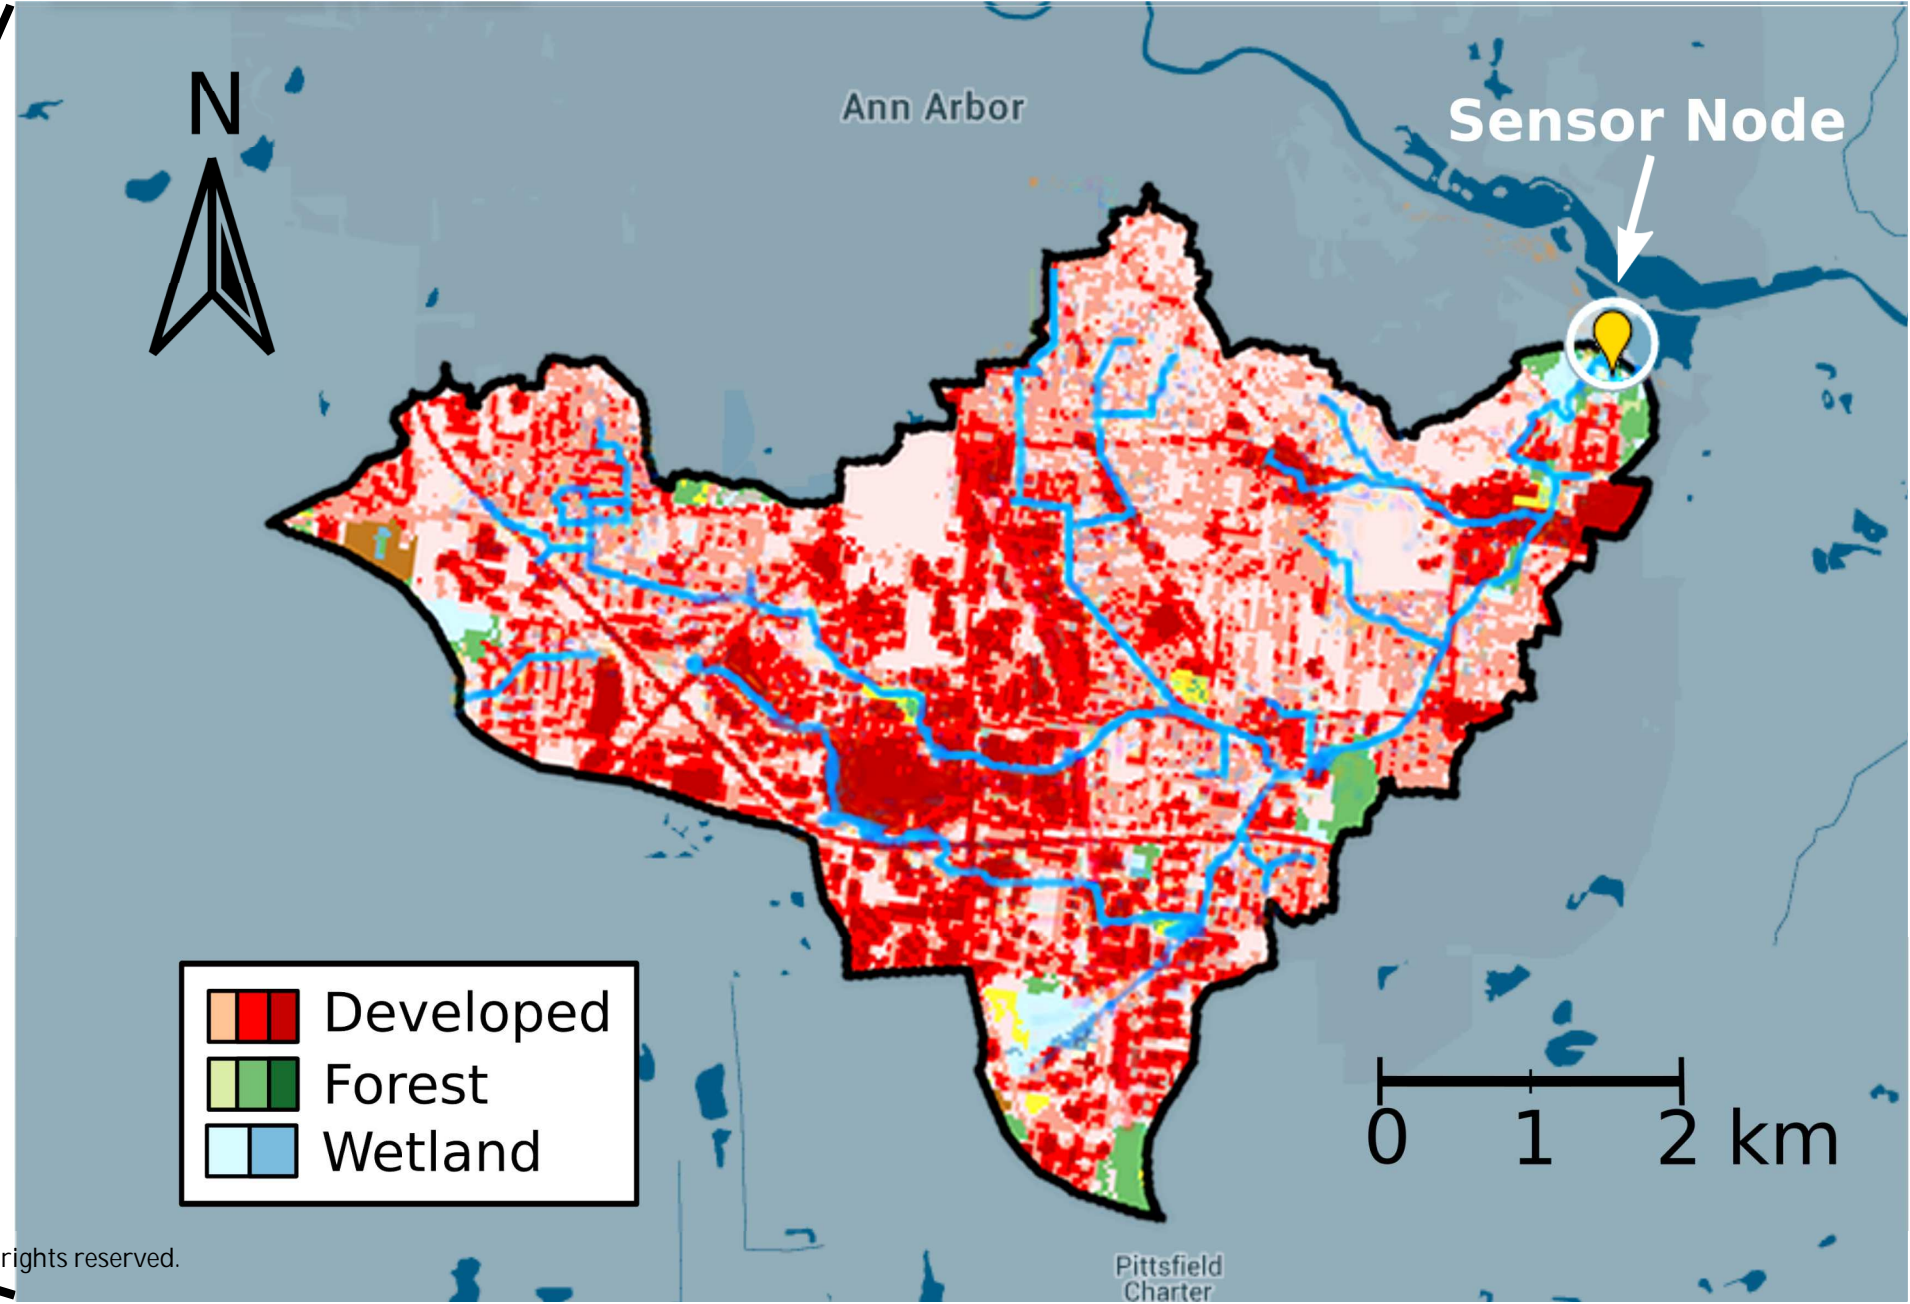 N
Ann Arbor
Sensor Node
Developed
Forest
Wetland
0 1 2 km
rights reserved.
Pittsfield
Charter